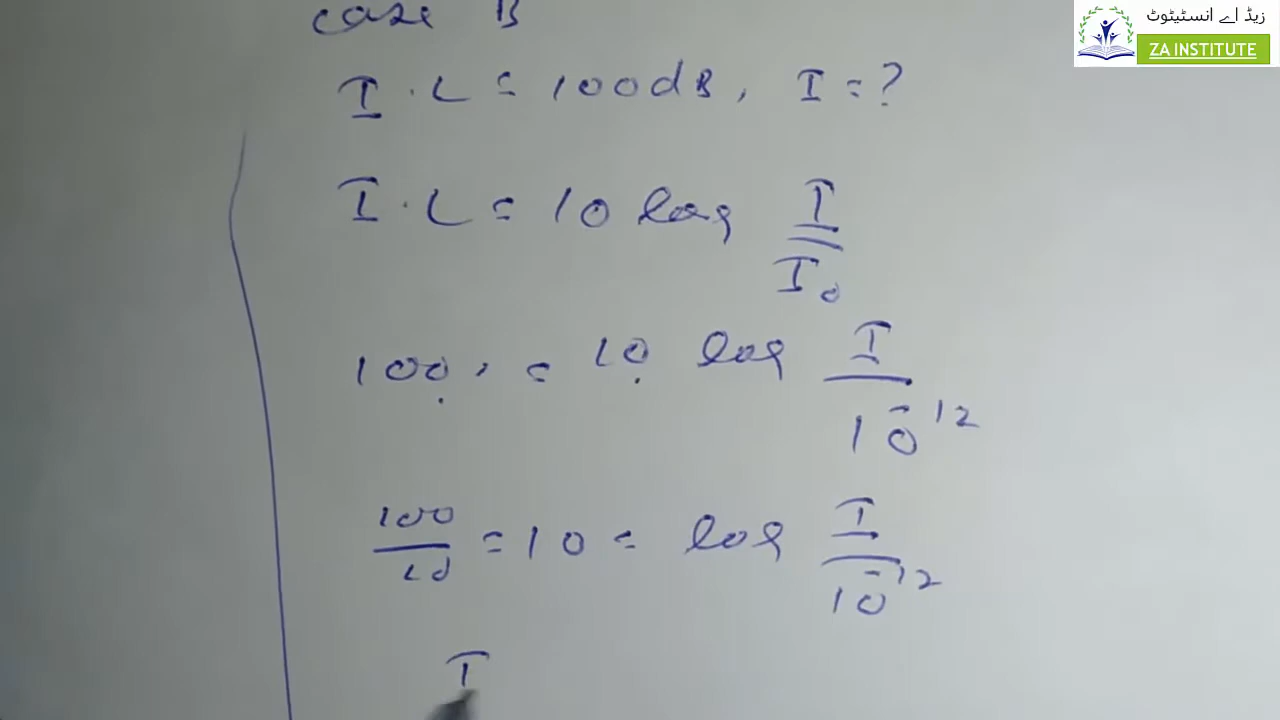 زیڈ اے انسٹیٹوٹ
ZA INSTITUTE
case B
I.L = 100dB, I = ?
I.L = 10 log I/I₀
100 = 10 log I/10⁻¹²
100/10 = 10 = log I/10⁻¹²
I